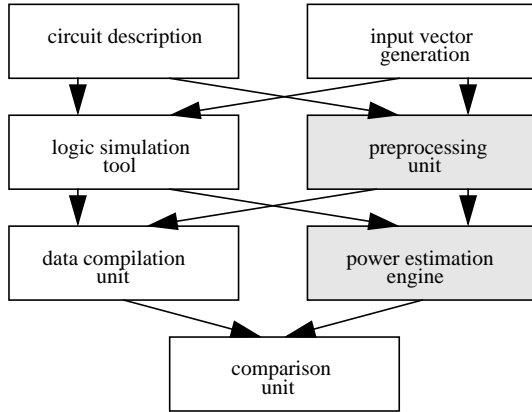 circuit description
input vector
generation
logic simulation
tool
preprocessing
unit
data compilation
unit
power estimation
engine
comparison
unit